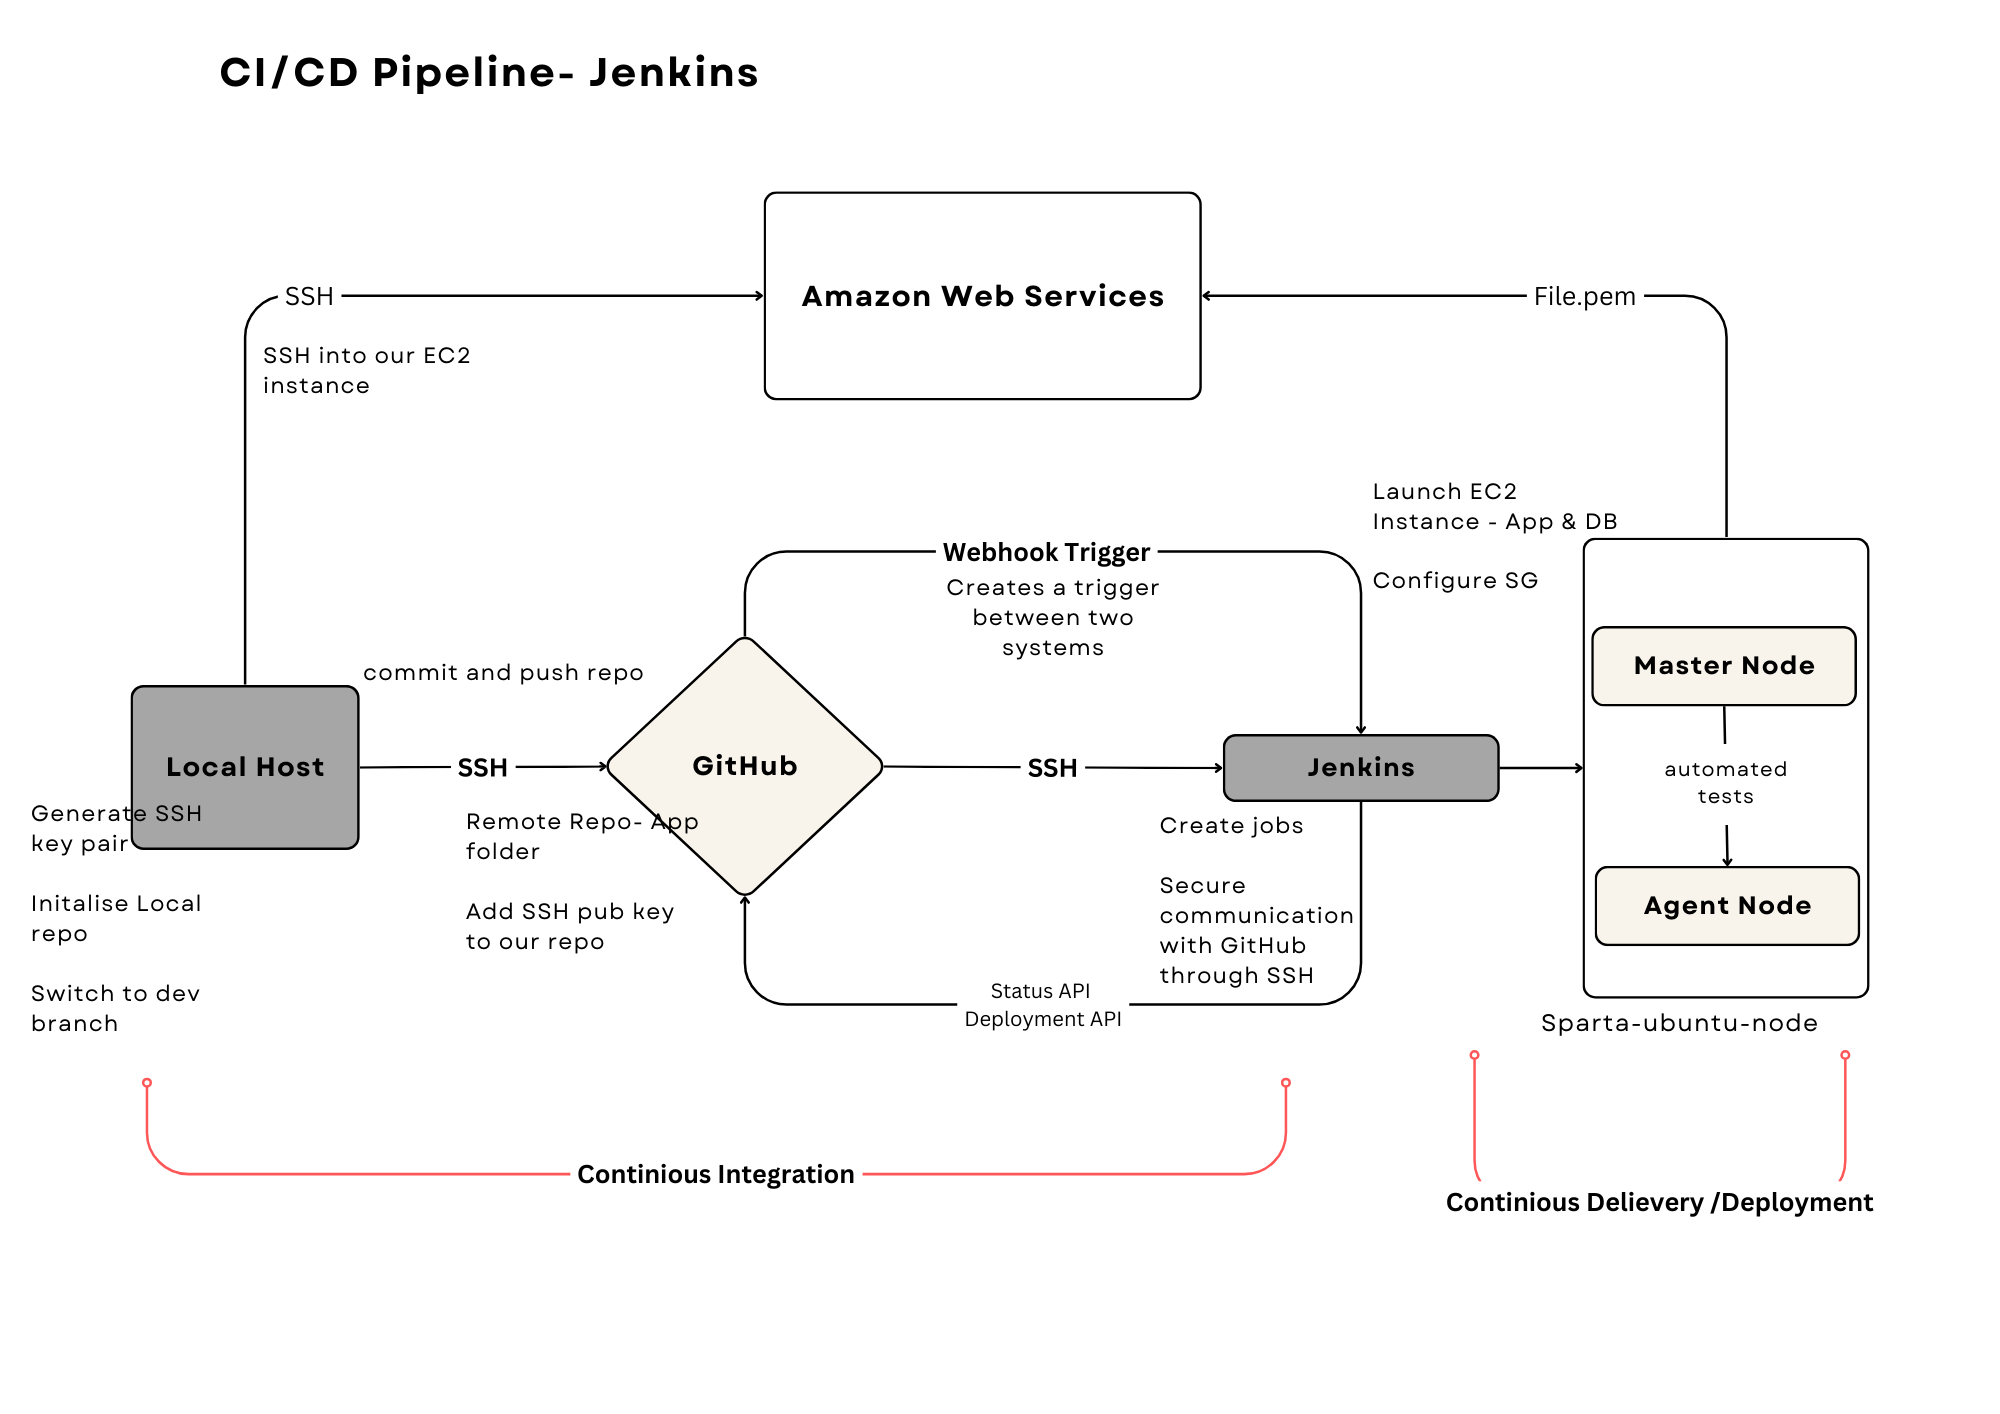 CI/CD Pipeline- Jenkins
Amazon Web Services
SSH
File.pem
SSH into our EC2
instance
Launch EC2
Instance - App & DB
Configure SG
Webhook Trigger
Creates a trigger
between two
systems
commit and push repo
Master Node
Local Host
SSH
GitHub
SSH
Jenkins
automated
tests
Generate SSH
key pair
Initalise Local
repo
Switch to dev
branch
Remote Repo- App
folder
Add SSH pub key
to our repo
Create jobs
Secure
communication
with GitHub
through SSH
Agent Node
Status API
Deployment API
Sparta-ubuntu-node
Continious Integration
Continious Delievery /Deployment